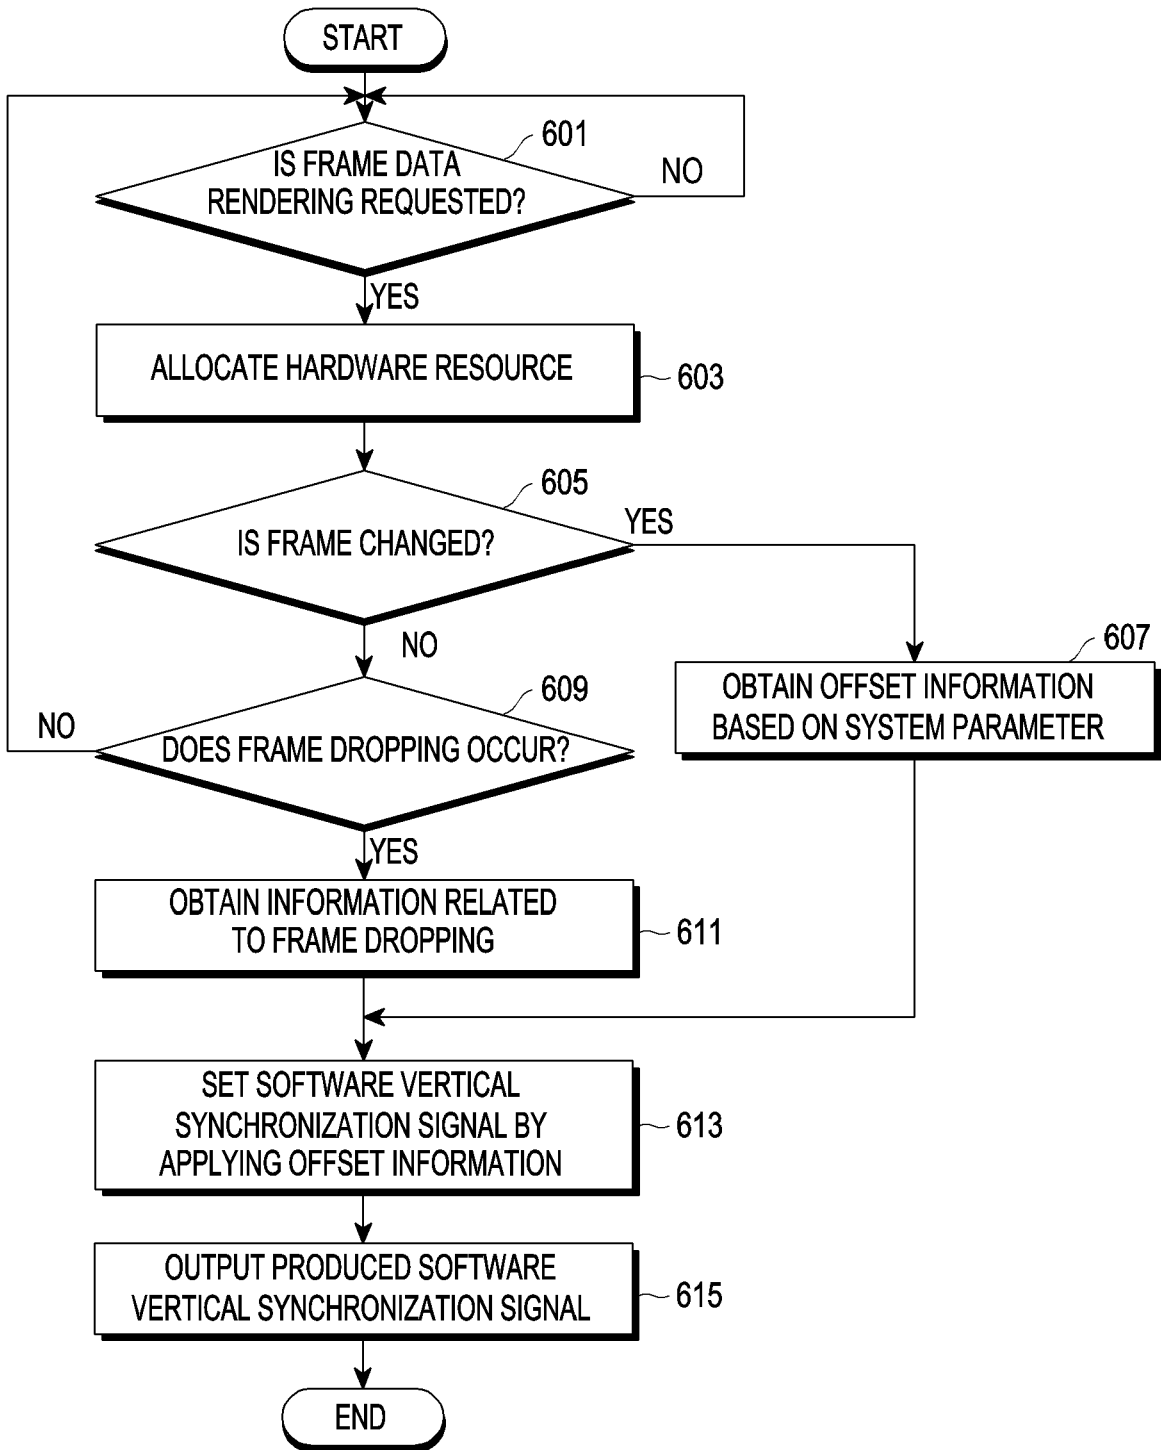 START
601
IS FRAME DATA
RENDERING REQUESTED?
NO
YES
ALLOCATE HARDWARE RESOURCE
603
605
IS FRAME CHANGED?
YES
NO
607
OBTAIN OFFSET INFORMATION
BASED ON SYSTEM PARAMETER
609
NO
DOES FRAME DROPPING OCCUR?
YES
OBTAIN INFORMATION RELATED
TO FRAME DROPPING
611
SET SOFTWARE VERTICAL
SYNCHRONIZATION SIGNAL BY
APPLYING OFFSET INFORMATION
613
OUTPUT PRODUCED SOFTWARE
VERTICAL SYNCHRONIZATION SIGNAL
615
END